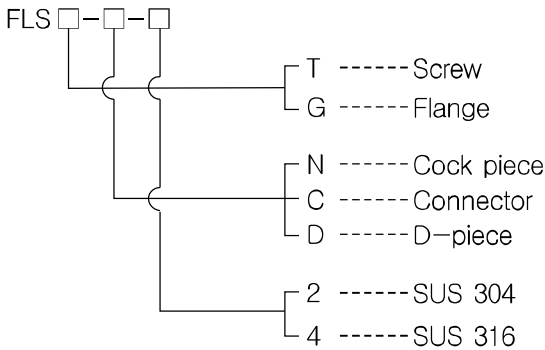 FLS □-□-□
T ------ Screw
G ------ Flange
N ------ Cock piece
C ------ Connector
D ------ D-piece
2 ------ SUS 304
4 ------ SUS 316